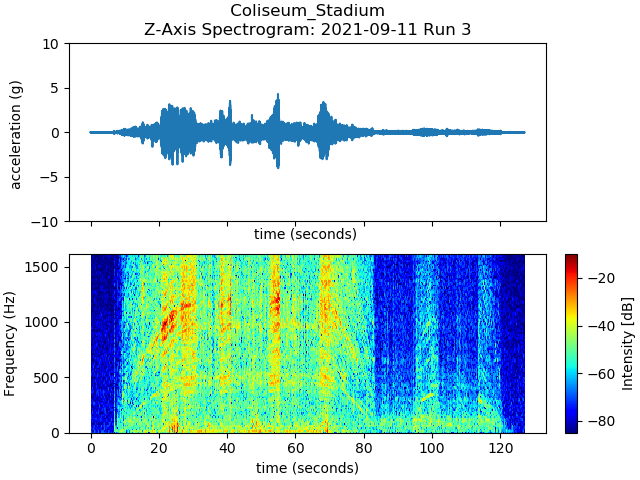 Coliseum_Stadium
Z-Axis Spectrogram: 2021-09-11 Run 3
10
5
0
−5
−10
acceleration (g)
time (seconds)
1500
1000
500
0
Frequency (Hz)
0 20 40 60 80 100 120
time (seconds)
−20
−40
−60
−80
Intensity [dB]